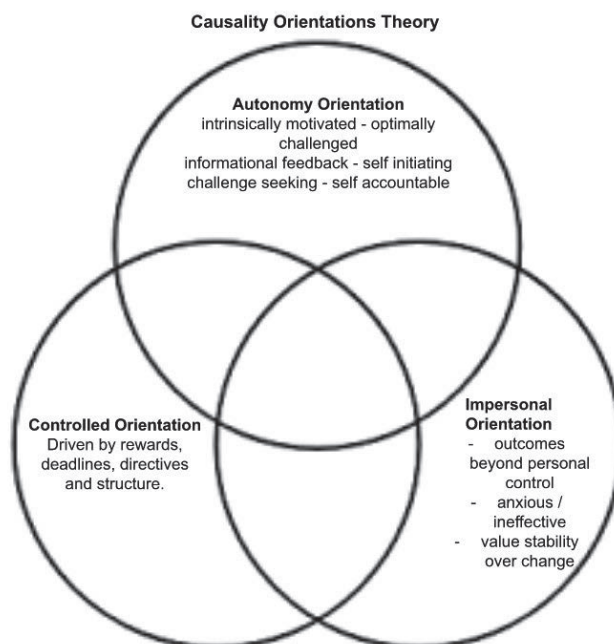 Causality Orientations Theory
Autonomy Orientation
intrinsically motivated - optimally
challenged
informational feedback - self initiating
challenge seeking - self accountable
Controlled Orientation
Driven by rewards,
deadlines, directives
and structure.
Impersonal
Orientation
- outcomes
beyond personal
control
- anxious /
ineffective
- value stability
over change